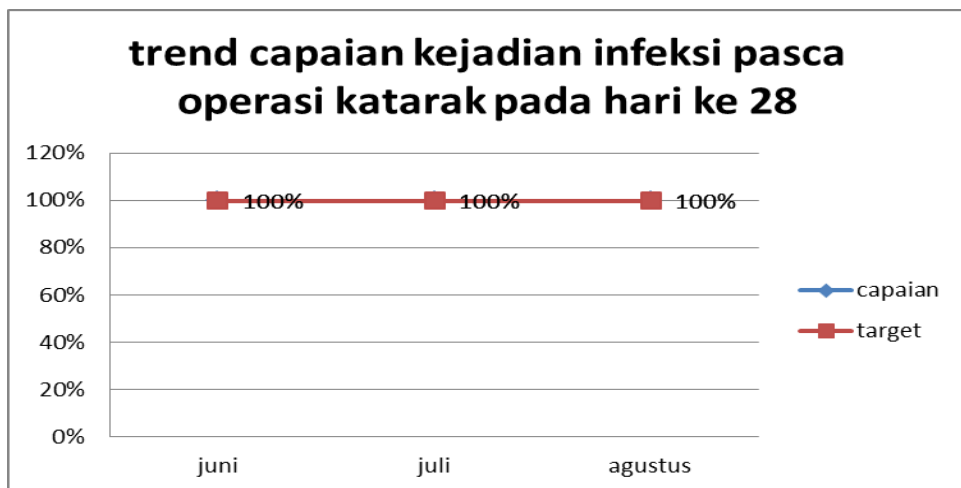 trend capaian kejadian infeksi pasca
operasi katarak pada hari ke 28
120%
100%
80%
60%
40%
20%
0%
100%
100%
100%
juni
juli
agustus
capaian
target